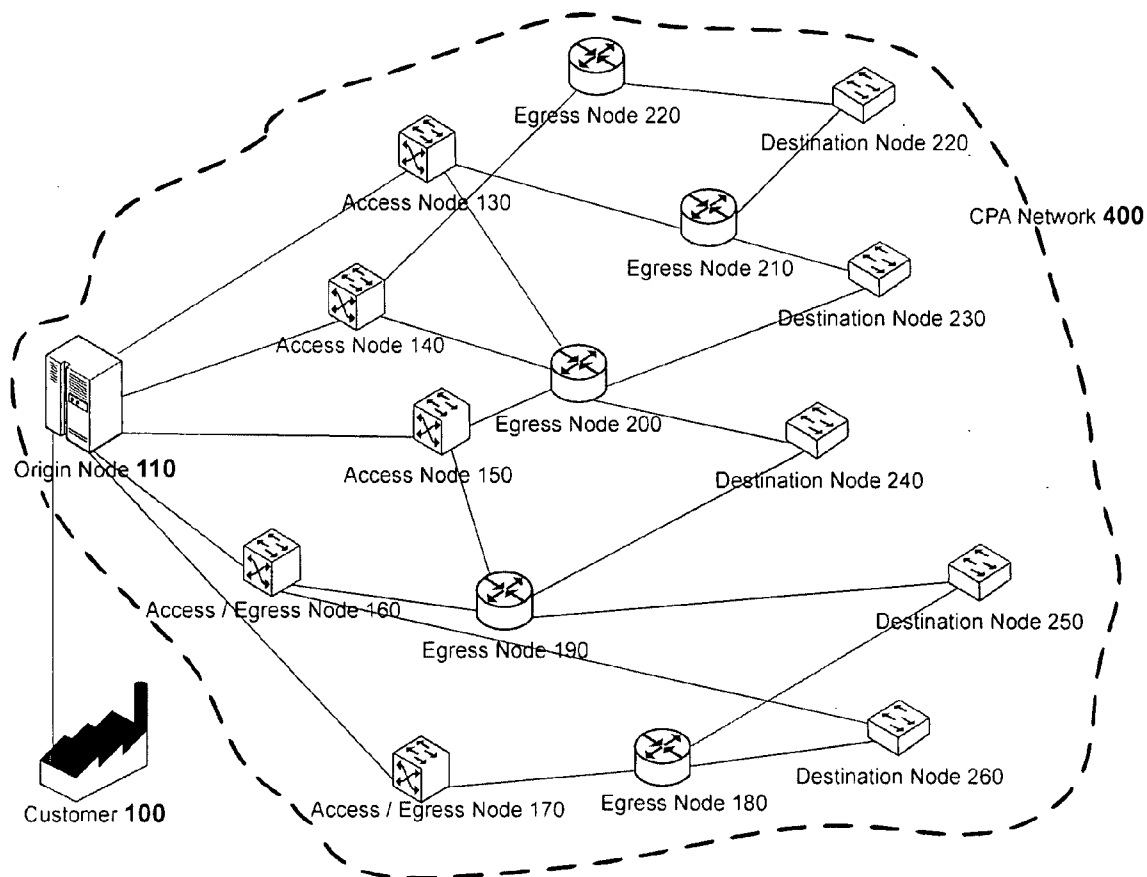 Egress Node 220
Destination Node 220
Access Node 130
CPA Network 400
Egress Node 210
Destination Node 230
Access Node 140
Egress Node 200
Origin Node 110
Access Node 150
Destination Node 240
Access / Egress Node 160
Destination Node 250
Egress Node 190
Destination Node 260
Customer 100
Access / Egress Node 170
Egress Node 180